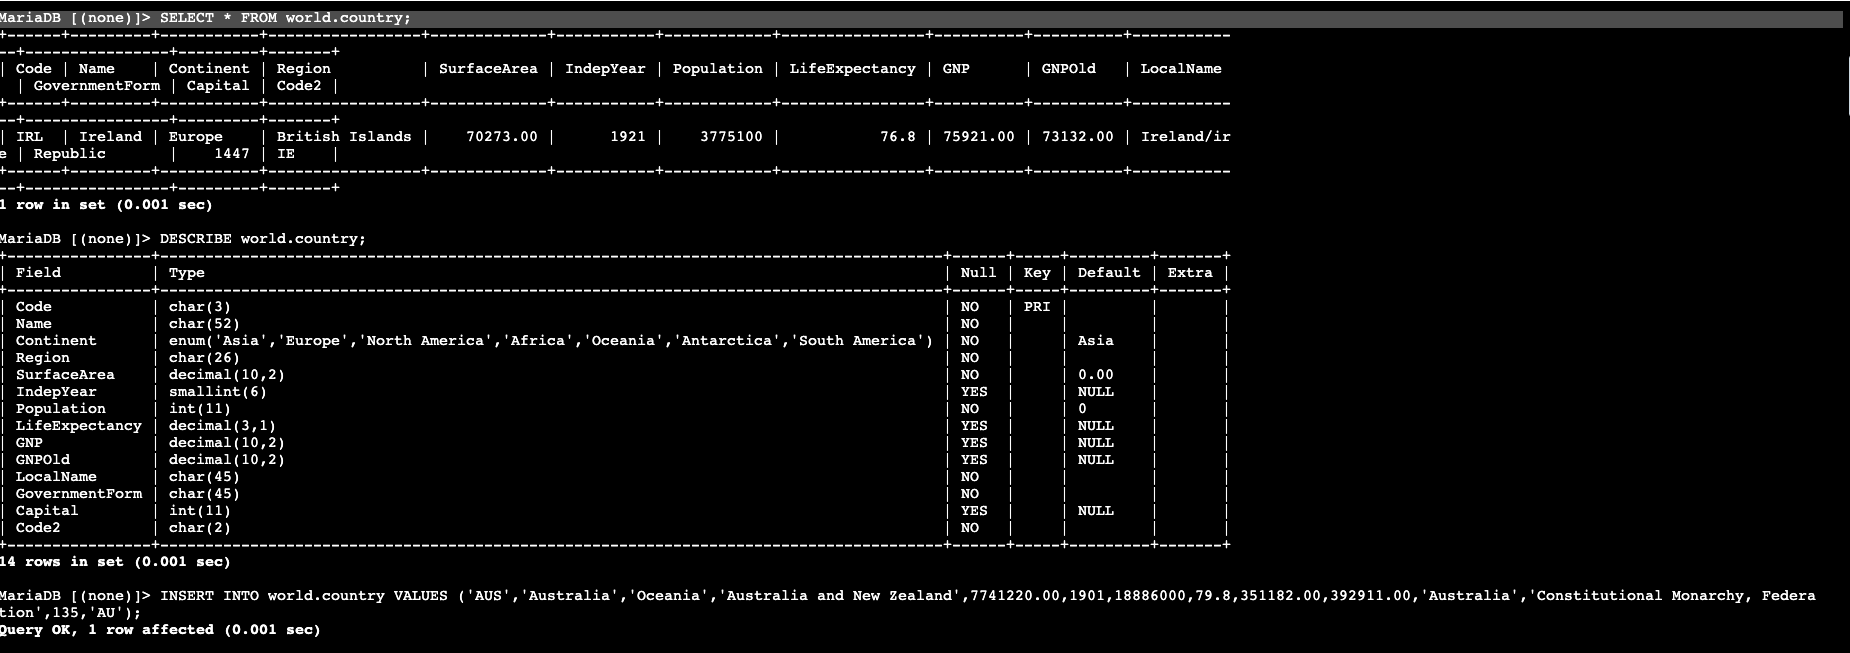 MariaDB [(none)]> SELECT * FROM world.country;
+------+---------+-----------+-----------------+-------------+-----------+------------+----------------+----------+----------+-----------
--+----------------+---------+-------+
| Code | Name    | Continent | Region          | SurfaceArea | IndepYear | Population | LifeExpectancy | GNP      | GNPOld   | LocalName
  | GovernmentForm | Capital | Code2 |
+------+---------+-----------+-----------------+-------------+-----------+------------+----------------+----------+----------+-----------
--+----------------+---------+-------+
| IRL  | Ireland | Europe    | British Islands |    70273.00 |      1921 |    3775100 |           76.8 | 75921.00 | 73132.00 | Ireland/ir
e | Republic       |    1447 | IE    |
+------+---------+-----------+-----------------+-------------+-----------+------------+----------------+----------+----------+-----------
--+----------------+---------+-------+
1 row in set (0.001 sec)
MariaDB [(none)]> DESCRIBE world.country;
+----------------+---------------------------------------------------------------------------------------+------+-----+---------+-------+
| Field          | Type                                                                                  | Null | Key | Default | Extra |
+----------------+---------------------------------------------------------------------------------------+------+-----+---------+-------+
| Code           | char(3)                                                                               | NO   | PRI |         |       |
| Name           | char(52)                                                                              | NO   |     |         |       |
| Continent      | enum('Asia','Europe','North America','Africa','Oceania','Antarctica','South America') | NO   |     | Asia    |       |
| Region         | char(26)                                                                              | NO   |     |         |       |
| SurfaceArea    | decimal(10,2)                                                                         | NO   |     | 0.00    |       |
| IndepYear      | smallint(6)                                                                           | YES  |     | NULL    |       |
| Population     | int(11)                                                                               | NO   |     | 0       |       |
| LifeExpectancy | decimal(3,1)                                                                          | YES  |     | NULL    |       |
| GNP            | decimal(10,2)                                                                         | YES  |     | NULL    |       |
| GNPOld         | decimal(10,2)                                                                         | YES  |     | NULL    |       |
| LocalName      | char(45)                                                                              | NO   |     |         |       |
| GovernmentForm | char(45)                                                                              | NO   |     |         |       |
| Capital        | int(11)                                                                               | YES  |     | NULL    |       |
| Code2          | char(2)                                                                               | NO   |     |         |       |
+----------------+---------------------------------------------------------------------------------------+------+-----+---------+-------+
14 rows in set (0.001 sec)
MariaDB [(none)]> INSERT INTO world.country VALUES ('AUS','Australia','Oceania','Australia and New Zealand',7741220.00,1901,18886000,79.8,351182.00,392911.00,'Australia','Constitutional Monarchy, Federa
tion',135,'AU');
Query OK, 1 row affected (0.001 sec)